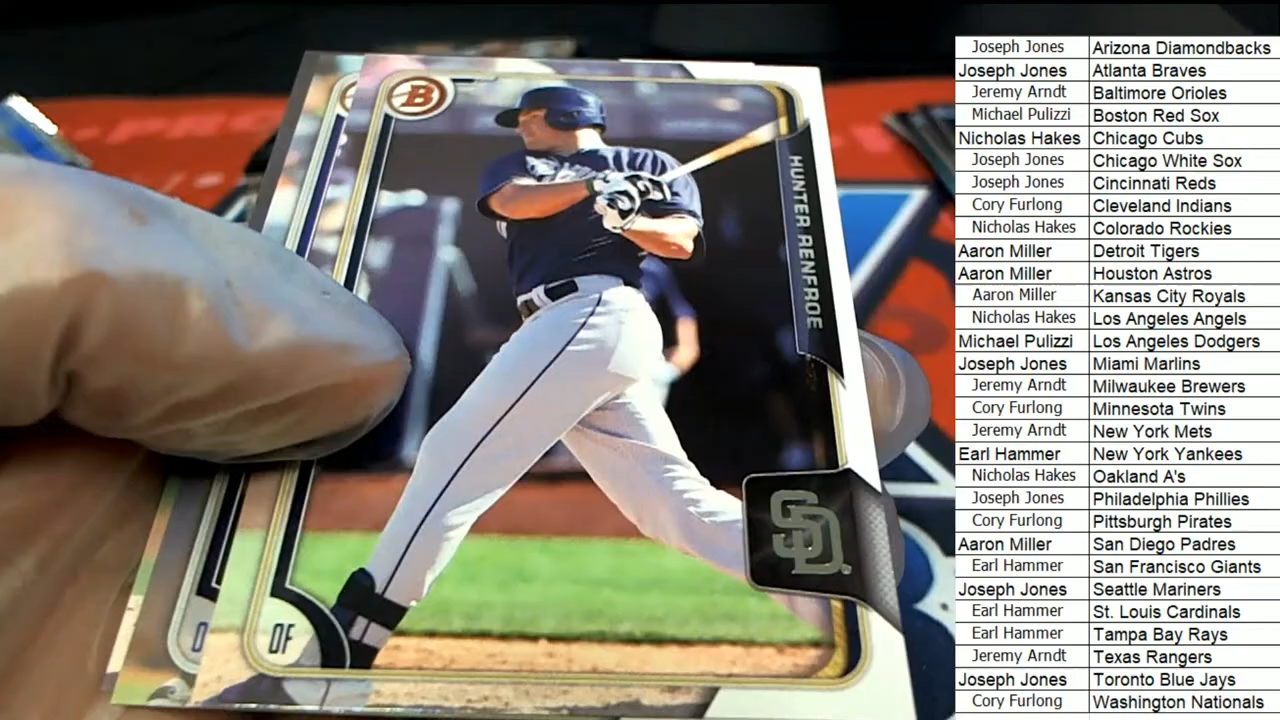 B
HUNTER RENFROE
SD
OF
Joseph Jones Arizona Diamondbacks
Joseph Jones Atlanta Braves
Jeremy Arndt Baltimore Orioles
Michael Pulizzi Boston Red Sox
Nicholas Hakes Chicago Cubs
Joseph Jones Chicago White Sox
Joseph Jones Cincinnati Reds
Cory Furlong Cleveland Indians
Nicholas Hakes Colorado Rockies
Aaron Miller Detroit Tigers
Aaron Miller Houston Astros
Aaron Miller Kansas City Royals
Nicholas Hakes Los Angeles Angels
Michael Pulizzi Los Angeles Dodgers
Joseph Jones Miami Marlins
Jeremy Arndt Milwaukee Brewers
Cory Furlong Minnesota Twins
Jeremy Arndt New York Mets
Earl Hammer New York Yankees
Nicholas Hakes Oakland A's
Joseph Jones Philadelphia Phillies
Cory Furlong Pittsburgh Pirates
Aaron Miller San Diego Padres
Earl Hammer San Francisco Giants
Joseph Jones Seattle Mariners
Earl Hammer St. Louis Cardinals
Earl Hammer Tampa Bay Rays
Jeremy Arndt Texas Rangers
Joseph Jones Toronto Blue Jays
Cory Furlong Washington Nationals